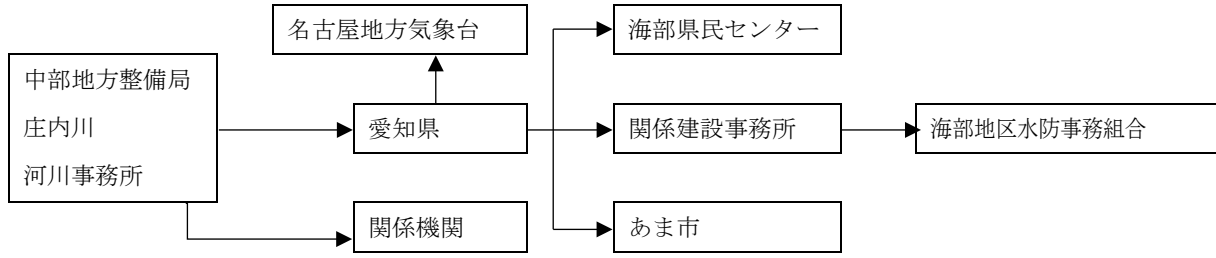 名古屋地方気象台
海部県民センター
中部地方整備局
庄内川
河川事務所
愛知県
関係建設事務所
海部地区水防事務組合
関係機関
あま市